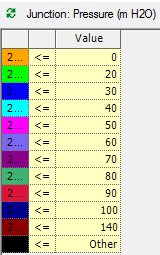 Junction: Pressure (m H2O)
Value
2... <= 0
2... <= 20
2... <= 30
2... <= 40
2... <= 50
2... <= 60
2... <= 70
2... <= 80
2... <= 90
2... <= 100
2... <= 140
<= Other